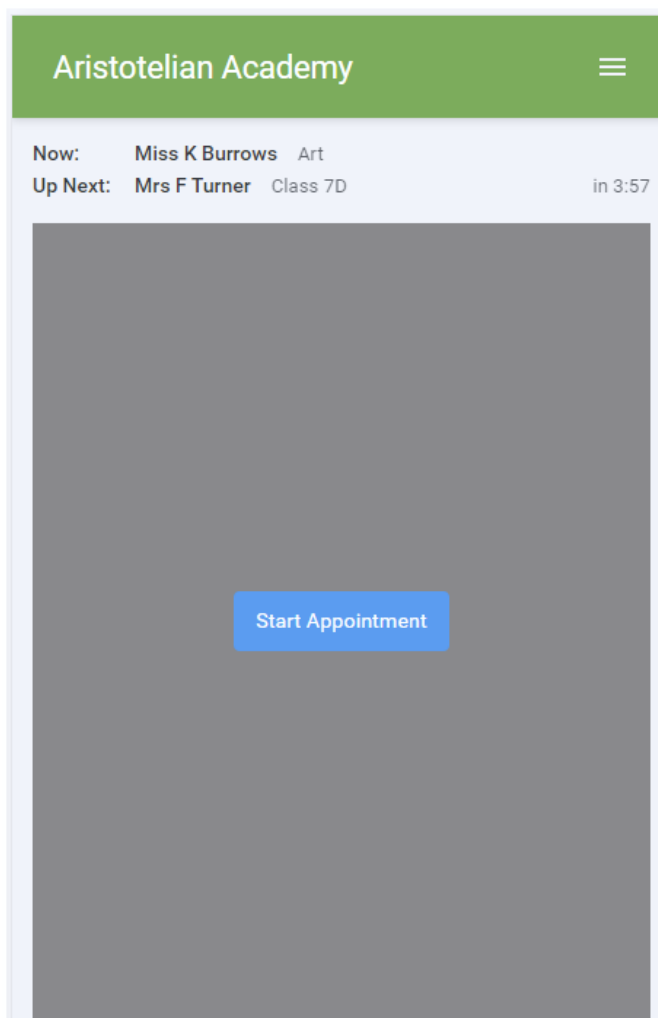 Aristotelian Academy
Now: Miss K Burrows Art
Up Next: Mrs F Turner Class 7D in 3:57
Start Appointment